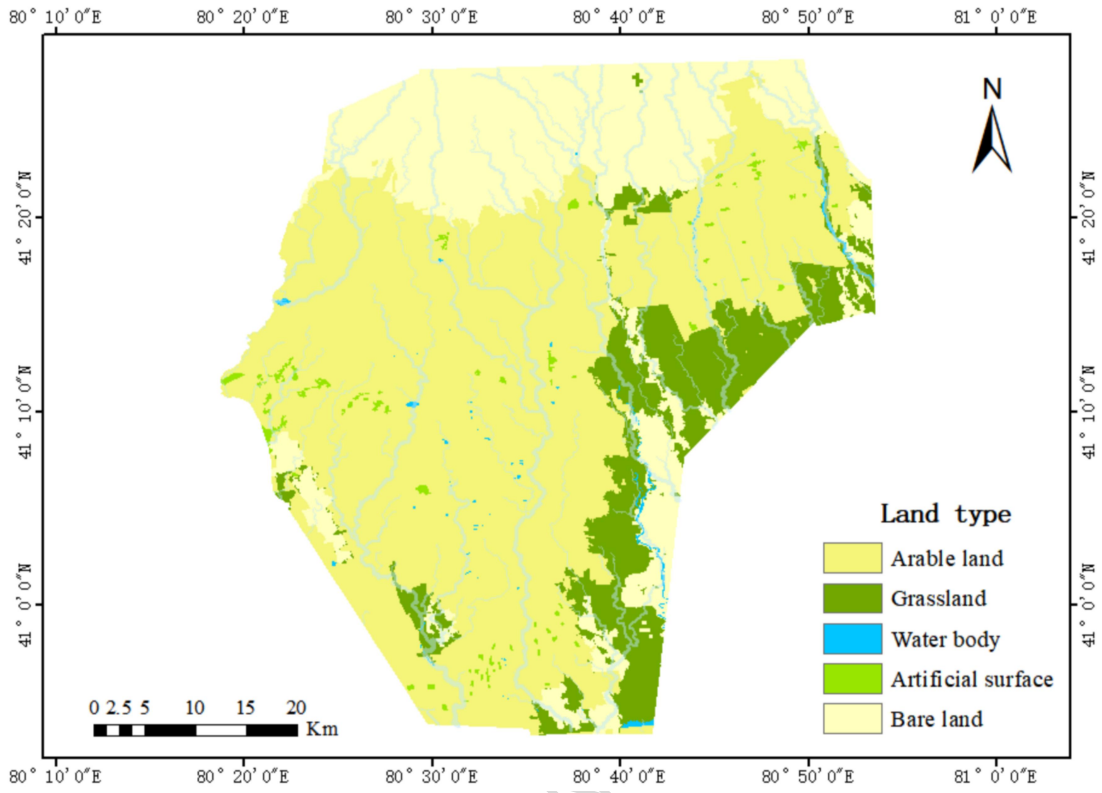 80° 10' 0"E 80° 20' 0"E 80° 30' 0"E 80° 40' 0"E 80° 50' 0"E 81° 0' 0"E
N
41° 20' 0"N 41° 20' 0"N
41° 10' 0"N 41° 10' 0"N
Land type
Arable land
41° 0' 0"N 41° 0' 0"N
Grassland
Water body
Artificial surface
Bare land
0 2.5 5 10 15 20
Km
80° 10' 0"E 80° 20' 0"E 80° 30' 0"E 80° 40' 0"E 80° 50' 0"E 81° 0' 0"E